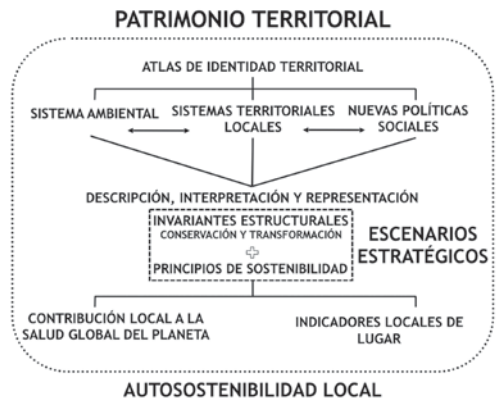 PATRIMONIO TERRITORIAL
ATLAS DE IDENTIDAD TERRITORIAL
SISTEMA AMBIENTAL
SISTEMAS TERRITORIALES
LOCALES
NUEVAS POLÍTICAS
SOCIALES
DESCRIPCIÓN, INTERPRETACIÓN Y REPRESENTACIÓN
INVARIANTES ESTRUCTURALES
CONSERVACIÓN Y TRANSFORMACIÓN
PRINCIPIOS DE SOSTENIBILIDAD
ESCENARIOS
ESTRATÉGICOS
CONTRIBUCIÓN LOCAL A LA
SALUD GLOBAL DEL PLANETA
INDICADORES LOCALES DE
LUGAR
AUTOSOSTENIBILIDAD LOCAL